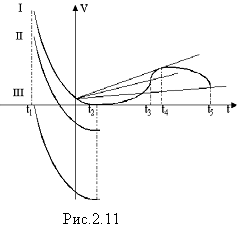 I V
II
III
t₁ t₂ t₃ t₄ t₅ t
Рис.2.11